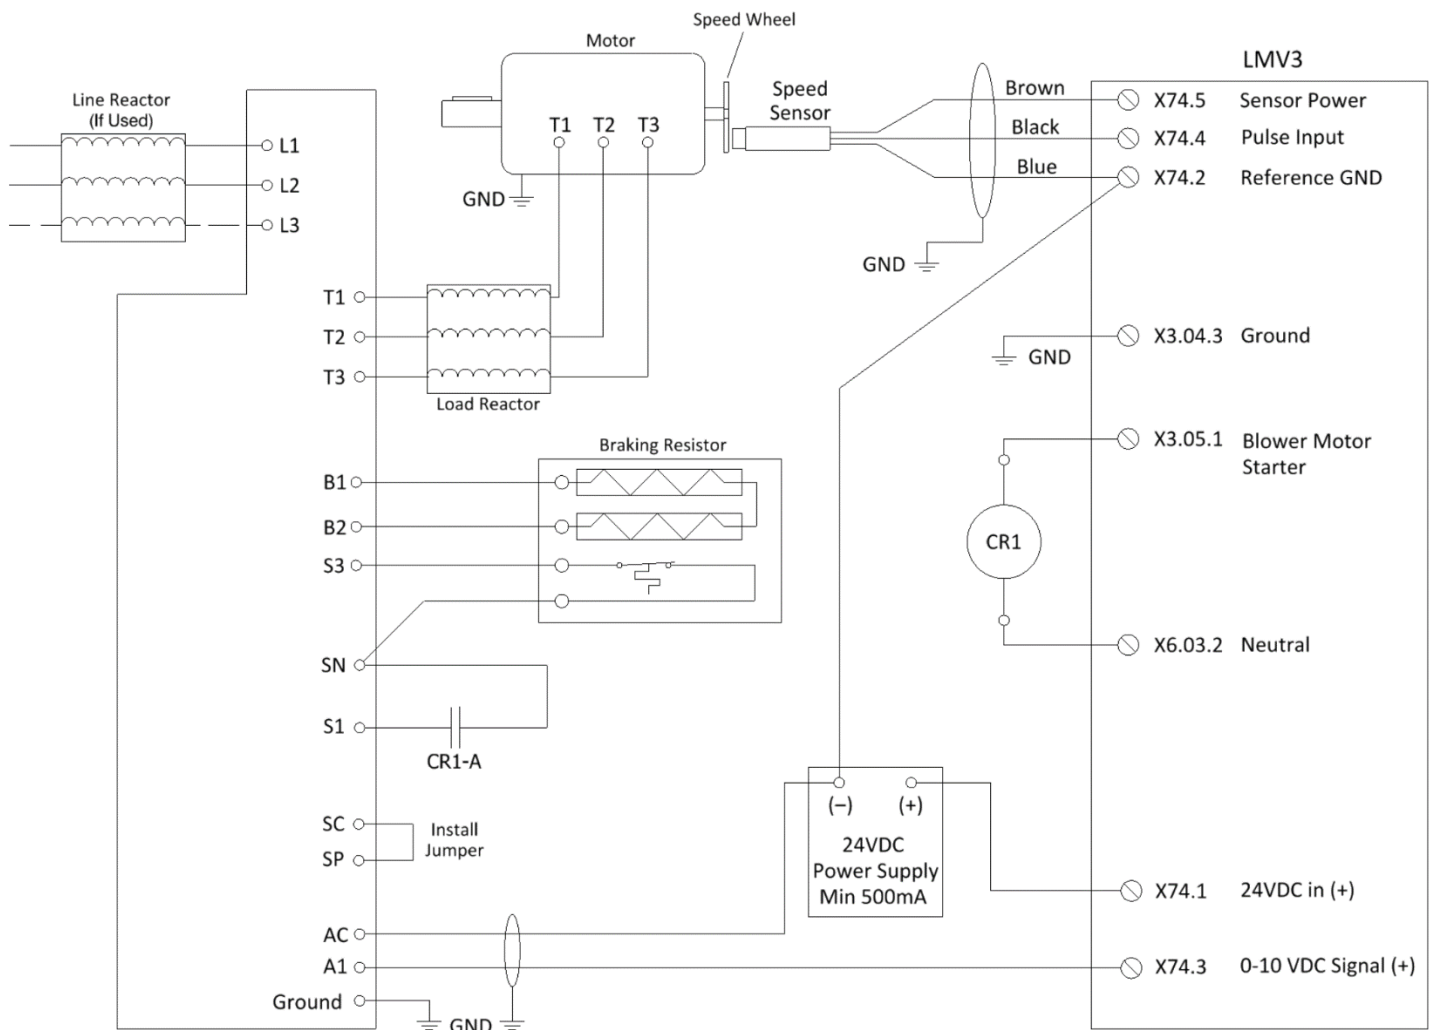 Speed Wheel
Motor
LMV3
Line Reactor
(If Used)
Speed
Sensor
Brown
X74.5 Sensor Power
T1 T2 T3
Black
X74.4 Pulse Input
L1
Blue
X74.2 Reference GND
L2
GND
L3
GND
T1
T2
X3.04.3 Ground
GND
T3
Load Reactor
Braking Resistor
X3.05.1 Blower Motor
Starter
B1
B2
CR1
S3
SN
X6.03.2 Neutral
S1
CR1-A
(–) (+)
SC
Install
Jumper
SP
24VDC
Power Supply
Min 500mA
X74.1 24VDC in (+)
AC
A1
X74.3 0-10 VDC Signal (+)
Ground
GND